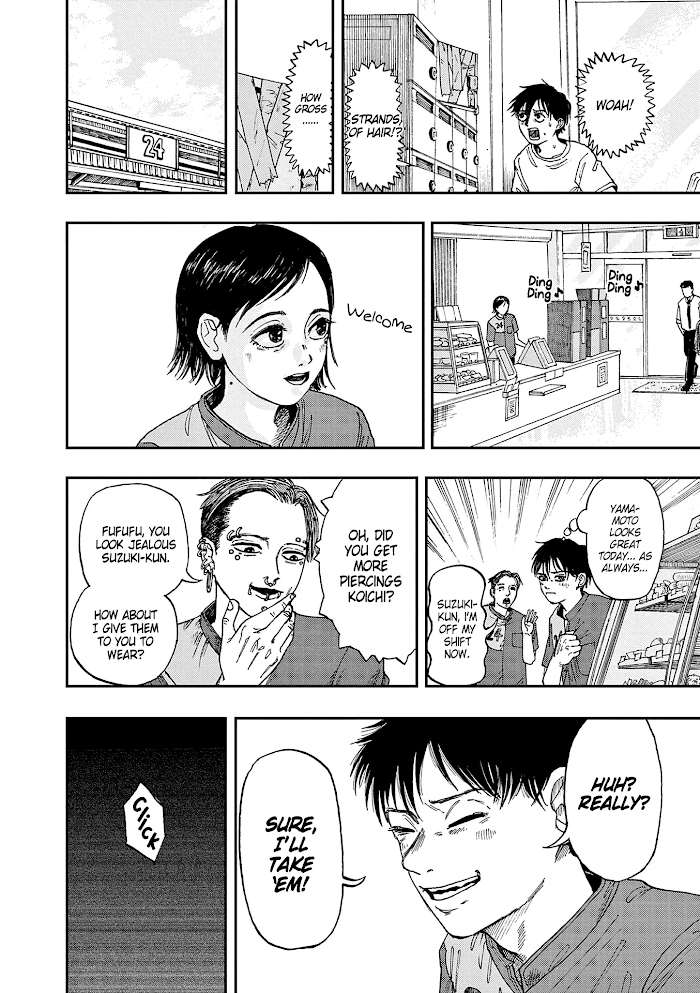 WOAH!
STRANDS
OF HAIR!?
HOW
GROSS
......
24
Ding
Ding♪
Ding
Ding♪
24
Welcome
YAMA-
MOTO
LOOKS
GREAT
TODAY... AS
ALWAYS...
SUZUKI-
KUN, I'M
OFF MY
SHIFT
NOW.
OH, DID
YOU GET
MORE
PIERCINGS
KOICHI?
FUFUFU, YOU
LOOK JEALOUS
SUZUKI-KUN.
HOW ABOUT
I GIVE THEM
TO YOU TO
WEAR?
HUH?
REALLY?
SURE,
I'LL
TAKE
'EM!
CLICK